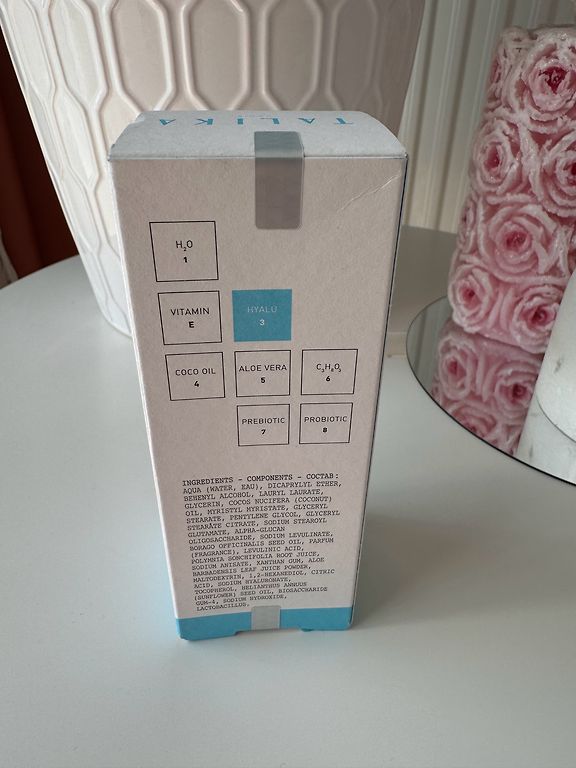 TALIKA
H₂O
1
VITAMIN
E
HYALU
3
COCO OIL
4
ALOE VERA
5
C₃H₈O₃
6
PREBIOTIC
7
PROBIOTIC
8
INGREDIENTS - COMPONENTS - СОСТАВ:
AQUA (WATER, EAU), DICAPRYLYL ETHER,
BEHENYL ALCOHOL, LAURYL LAURATE,
GLYCERIN, COCOS NUCIFERA (COCONUT)
OIL, MYRISTYL MYRISTATE, GLYCERYL
STEARATE, PENTYLENE GLYCOL, GLYCERYL
STEARATE CITRATE, SODIUM STEAROYL
GLUTAMATE, ALPHA-GLUCAN
OLIGOSACCHARIDE, SODIUM LEVULINATE,
BORAGO OFFICINALIS SEED OIL, PARFUM
(FRAGRANCE), LEVULINIC ACID,
POLYMNIA SONCHIFOLIA ROOT JUICE,
SODIUM ANISATE, XANTHAN GUM, ALOE
BARBADENSIS LEAF JUICE POWDER,
MALTODEXTRIN, 1,2-HEXANEDIOL, CITRIC
ACID, SODIUM HYALURONATE,
TOCOPHEROL, HELIANTHUS ANNUUS
(SUNFLOWER) SEED OIL, BIOSACCHARIDE
GUM-4, SODIUM HYDROXIDE,
LACTOBACILLUS.